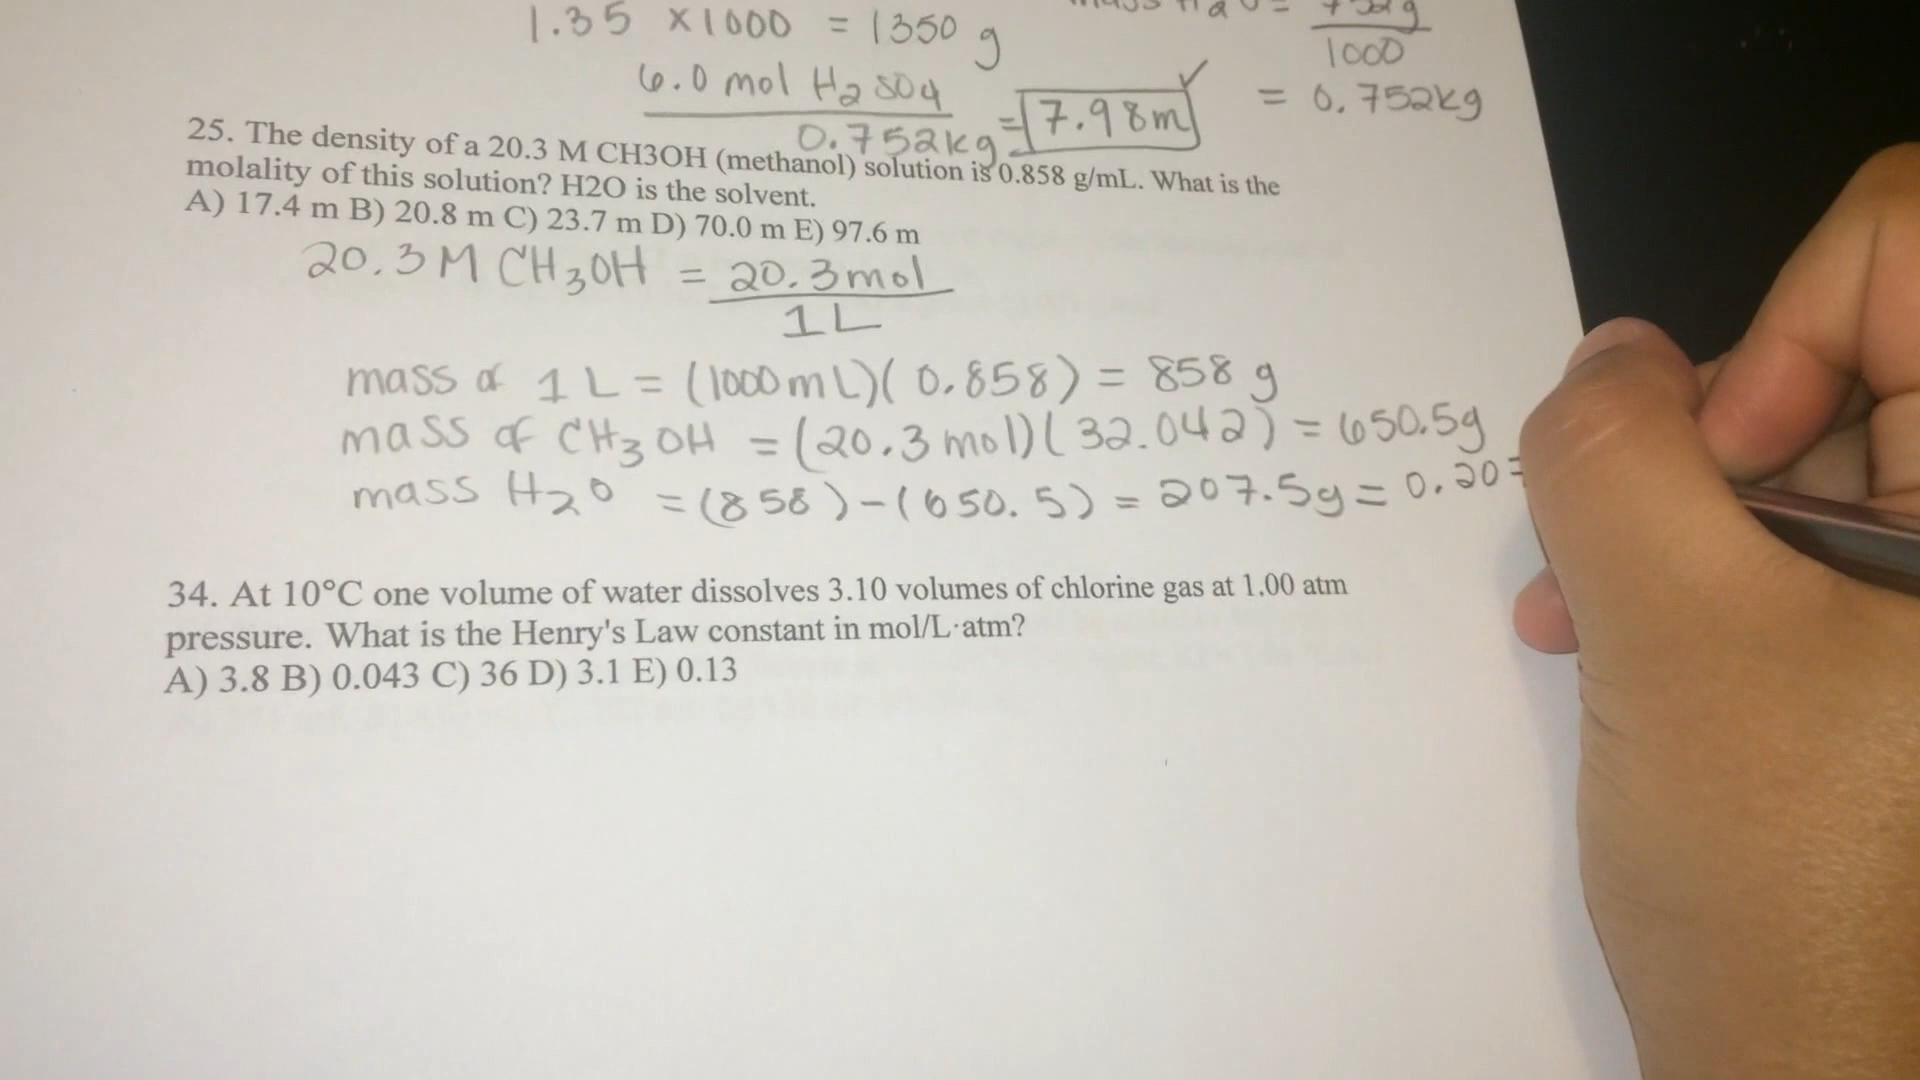 1.35 x1000 = 1350 g
1000
6.0 mol H2SO4
= 7.98m
= 0.752kg
0.752kg
25. The density of a 20.3 M CH3OH (methanol) solution is 0.858 g/mL. What is the
molality of this solution? H2O is the solvent.
A) 17.4 m B) 20.8 m C) 23.7 m D) 70.0 m E) 97.6 m
20.3 M CH3OH = 20.3 mol
1 L
mass of 1 L = (1000mL)(0.858) = 858 g
mass of CH3OH = (20.3 mol)(32.042) = 650.5g
mass H2O = (858)-(650.5) = 207.5g = 0.20
34. At 10°C one volume of water dissolves 3.10 volumes of chlorine gas at 1.00 atm
pressure. What is the Henry's Law constant in mol/L·atm?
A) 3.8 B) 0.043 C) 36 D) 3.1 E) 0.13